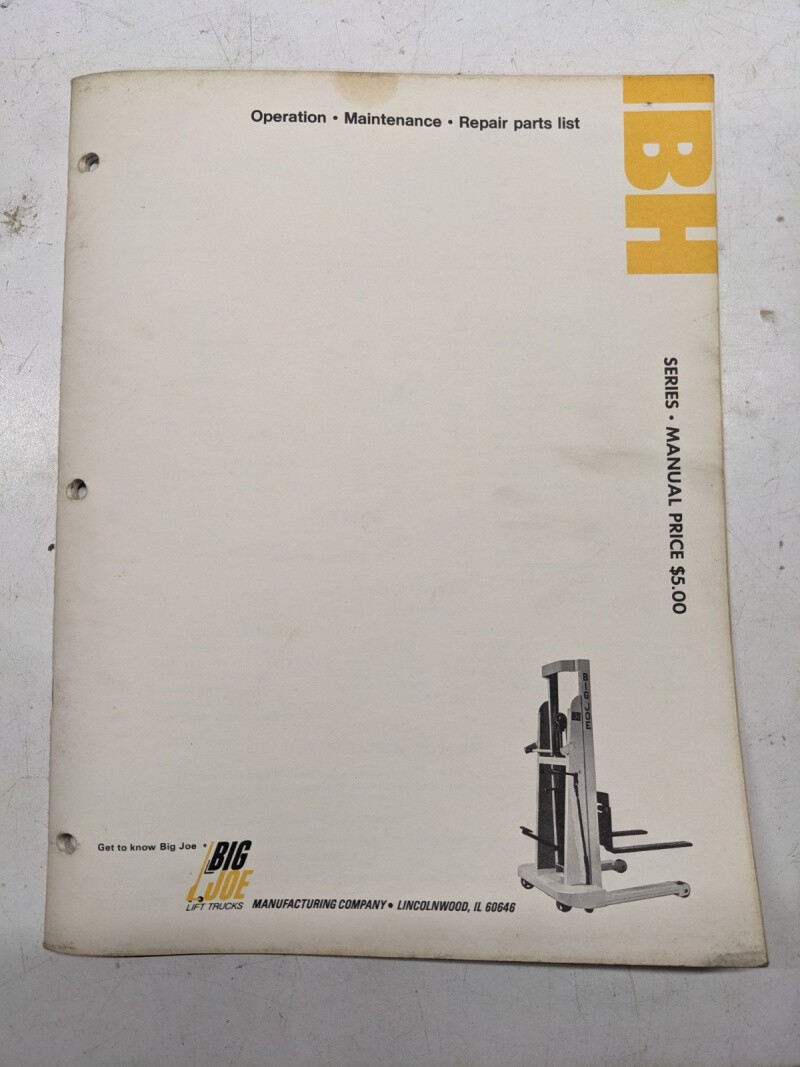 Operation • Maintenance • Repair parts list
IBH
SERIES • MANUAL PRICE $5.00
BIG JOE
Get to know Big Joe •
BIG
JOE
LIFT TRUCKS
MANUFACTURING COMPANY • LINCOLNWOOD, IL 60646